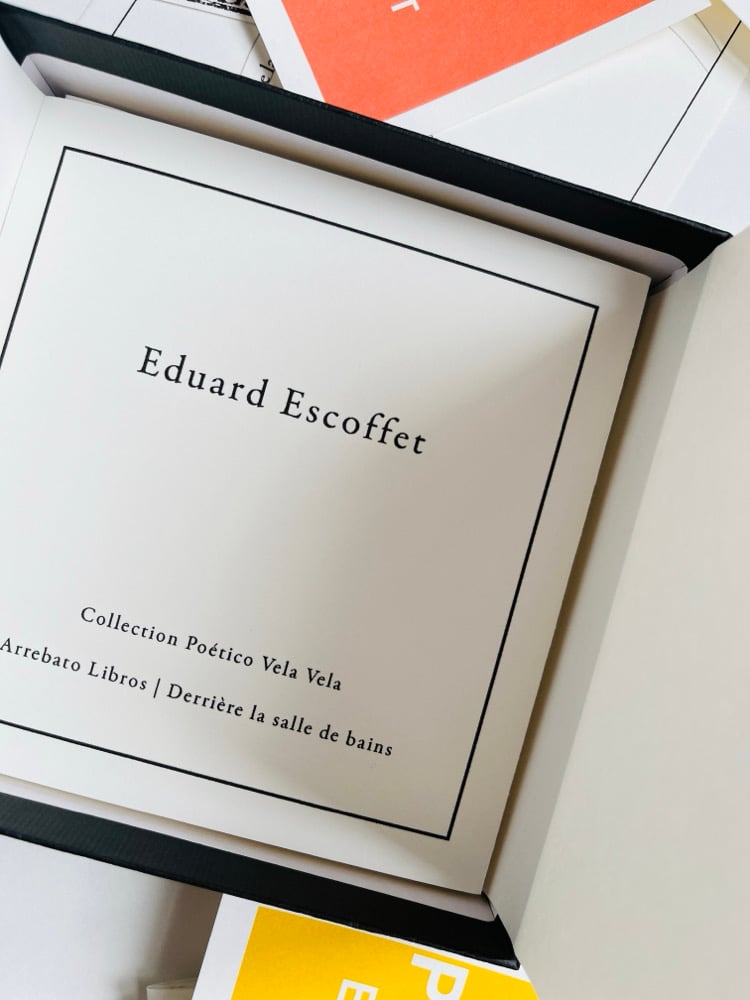 Eduard Escoffet
Collection Poético Vela Vela
Arrebato Libros | Derrière la salle de bains
P
E